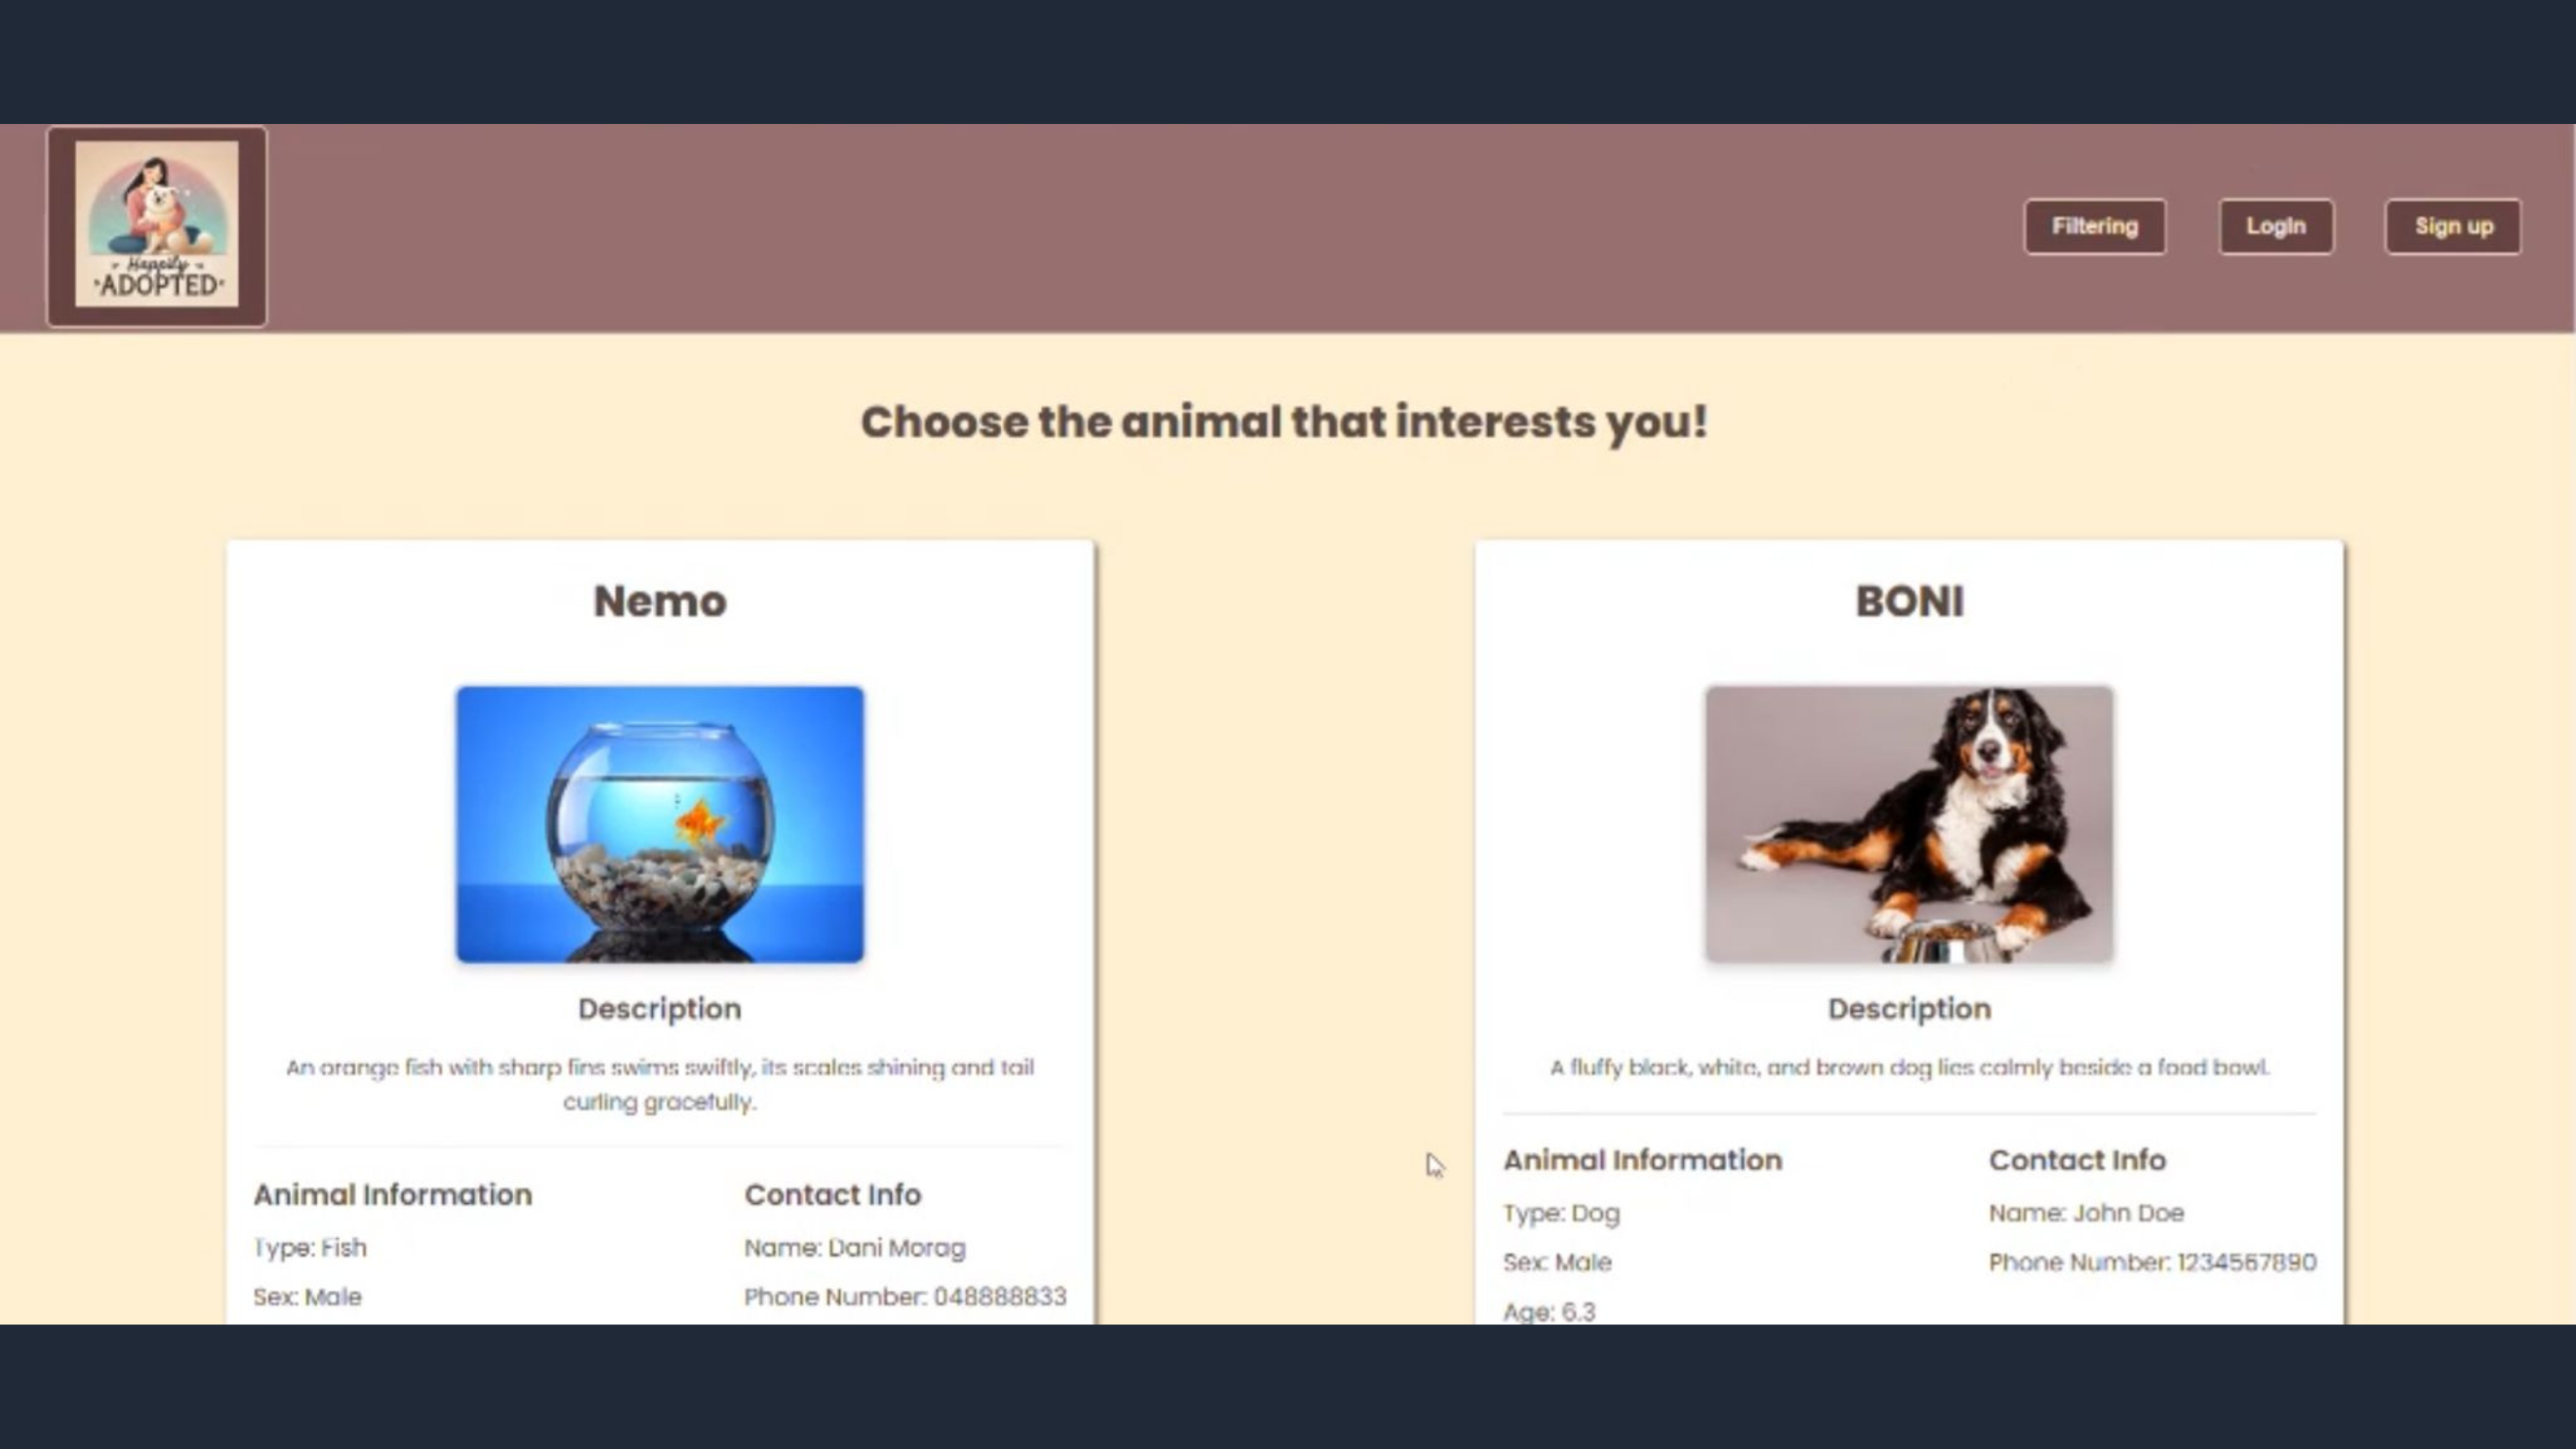 Happily
ADOPTED
Filtering
LogIn
Sign up
Choose the animal that interests you!
Nemo
Description
An orange fish with sharp fins swims swiftly, its scales shining and tail
curling gracefully.
Animal Information
Type: Fish
Sex: Male
Contact Info
Name: Dani Morag
Phone Number: 048888833
BONI
Description
A fluffy black, white, and brown dog lies calmly beside a food bowl.
Animal Information
Type: Dog
Sex: Male
Age: 6.3
Contact Info
Name: John Doe
Phone Number: 1234567890